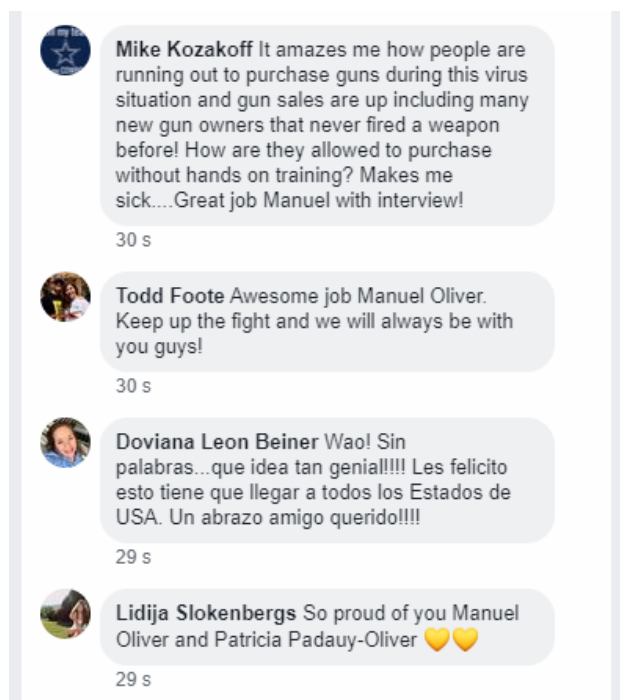 Mike Kozakoff It amazes me how people are
running out to purchase guns during this virus
situation and gun sales are up including many
new gun owners that never fired a weapon
before! How are they allowed to purchase
without hands on training? Makes me
sick....Great job Manuel with interview!
30 s
Todd Foote Awesome job Manuel Oliver.
Keep up the fight and we will always be with
you guys!
30 s
Doviana Leon Beiner Wao! Sin
palabras...que idea tan genial!!!! Les felicito
esto tiene que llegar a todos los Estados de
USA. Un abrazo amigo querido!!!!
29 s
Lidija Slokenbergs So proud of you Manuel
Oliver and Patricia Padauy-Oliver 💛💛
29 s